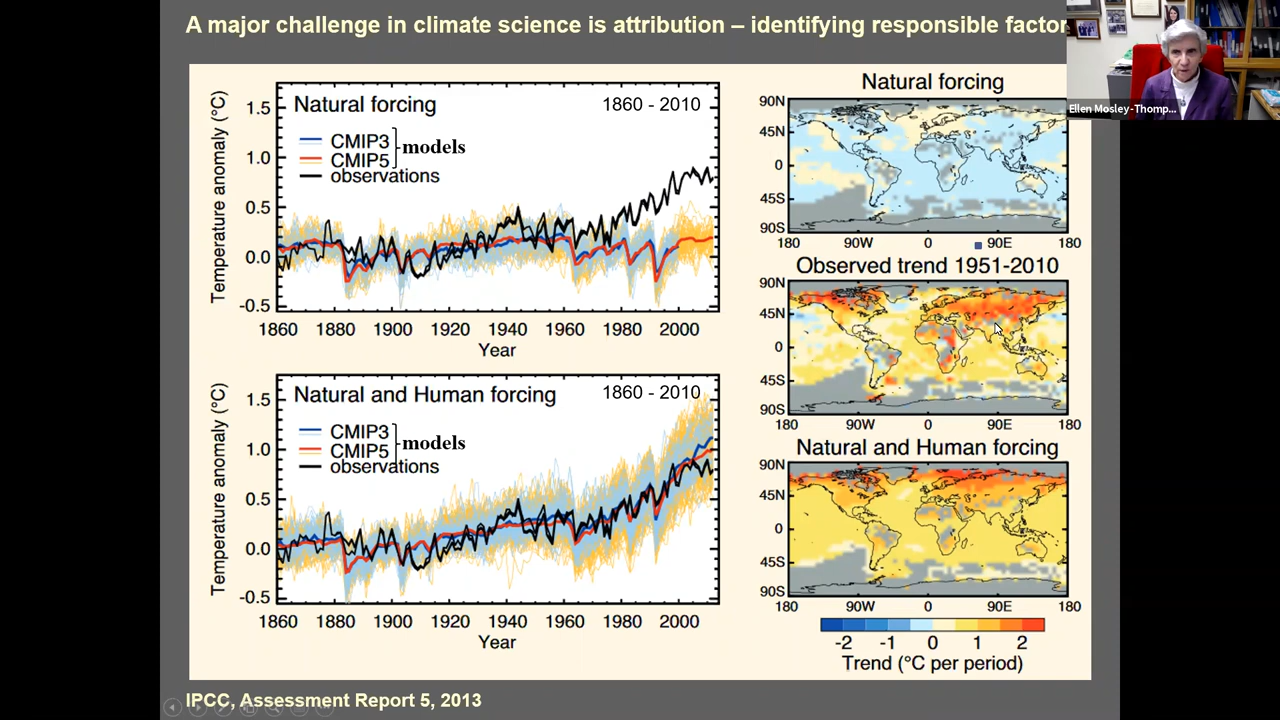 A major challenge in climate science is attribution – identifying responsible factor
Ellen Mosley-Thomp...
Temperature anomaly (°C)
1.5
1.0
0.5
0.0
-0.5
Natural forcing
1860 - 2010
CMIP3
CMIP5
models
observations
1860 1880 1900 1920 1940 1960 1980 2000
Year
Temperature anomaly (°C)
1.5
1.0
0.5
0.0
-0.5
Natural and Human forcing
1860 - 2010
CMIP3
CMIP5
models
observations
1860 1880 1900 1920 1940 1960 1980 2000
Year
Natural forcing
90N
45N
0
45S
90S
180 90W 0 90E 180
Observed trend 1951-2010
90N
45N
0
45S
90S
180 90W 0 90E 180
Natural and Human forcing
90N
45N
0
45S
90S
180 90W 0 90E 180
-2 -1 0 1 2
Trend (°C per period)
IPCC, Assessment Report 5, 2013